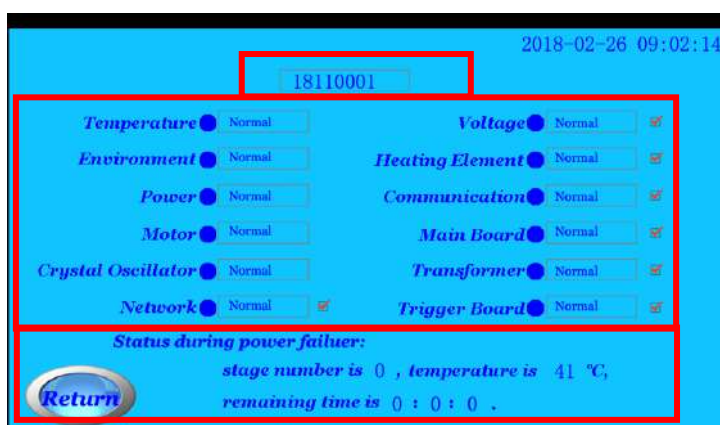 2018-02-26 09:02:14
18110001
Temperature Normal Voltage Normal
Environment Normal Heating Element Normal
Power Normal Communication Normal
Motor Normal Main Board Normal
Crystal Oscillator Normal Transformer Normal
Network Normal Trigger Board Normal
Status during power failuer:
stage number is 0 , temperature is 41 ℃,
Return remaining time is 0 : 0 : 0 .